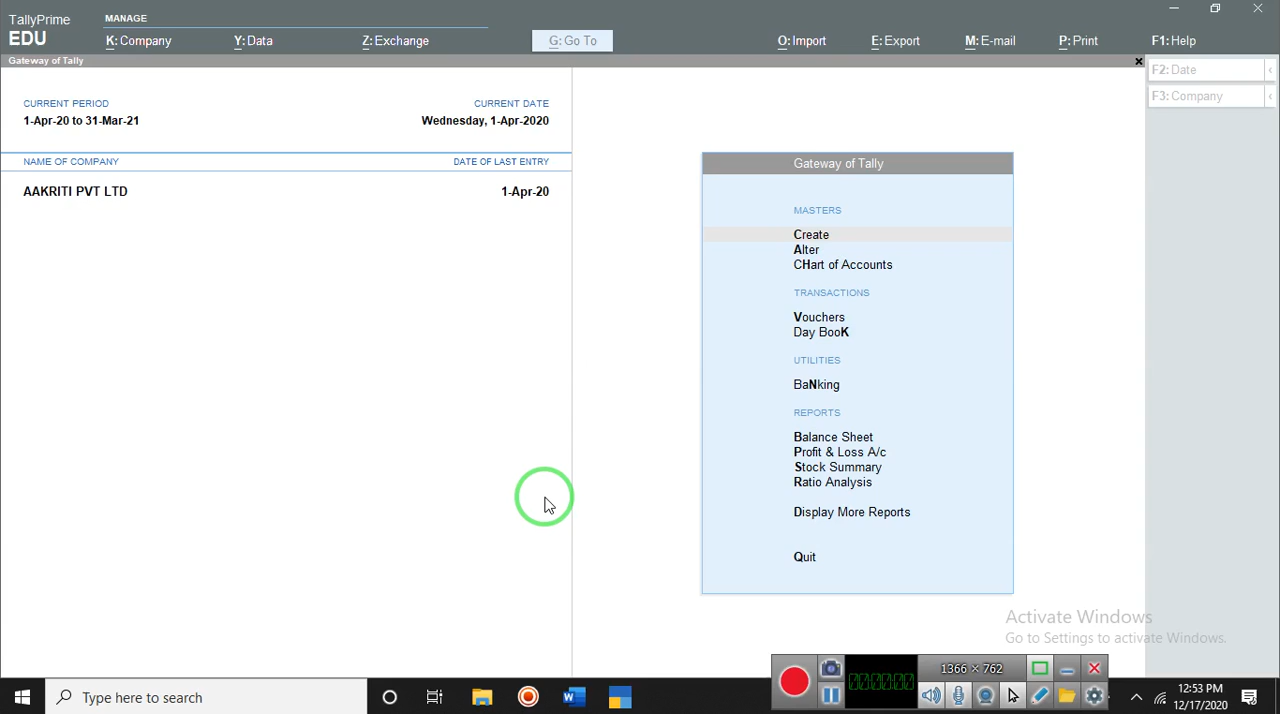 TallyPrime
EDU
MANAGE
K: Company
Y: Data
Z: Exchange
G: Go To
O: Import
E: Export
M: E-mail
P: Print
F1: Help
Gateway of Tally
F2: Date
F3: Company
CURRENT PERIOD
CURRENT DATE
1-Apr-20 to 31-Mar-21
Wednesday, 1-Apr-2020
NAME OF COMPANY
DATE OF LAST ENTRY
AAKRITI PVT LTD
1-Apr-20
Gateway of Tally
MASTERS
Create
Alter
CHart of Accounts
TRANSACTIONS
Vouchers
Day BooK
UTILITIES
BaNking
REPORTS
Balance Sheet
Profit & Loss A/c
Stock Summary
Ratio Analysis
Display More Reports
Quit
Activate Windows
Go to Settings to activate Windows.
1366 × 762
00:00:00
Type here to search
12:53 PM
12/17/2020